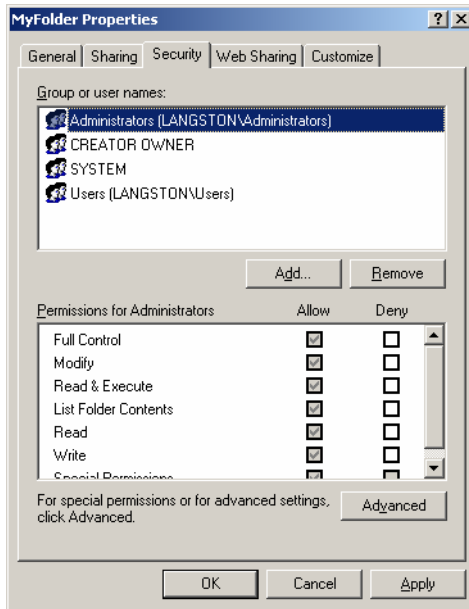 MyFolder Properties
General Sharing Security Web Sharing Customize
Group or user names:
Administrators (LANGSTON\Administrators)
CREATOR OWNER
SYSTEM
Users (LANGSTON\Users)
Add... Remove
Permissions for Administrators Allow Deny
Full Control
Modify
Read & Execute
List Folder Contents
Read
Write
Special Permissions
For special permissions or for advanced settings,
click Advanced.
Advanced
OK Cancel Apply